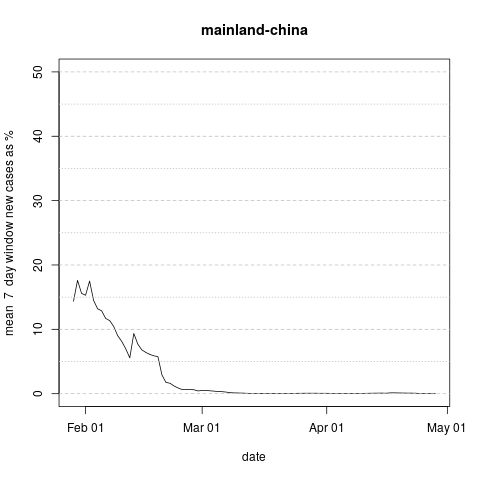 mainland-china
mean  7  day window new cases as %
50
40
30
20
10
0
Feb 01
Mar 01
Apr 01
May 01
date